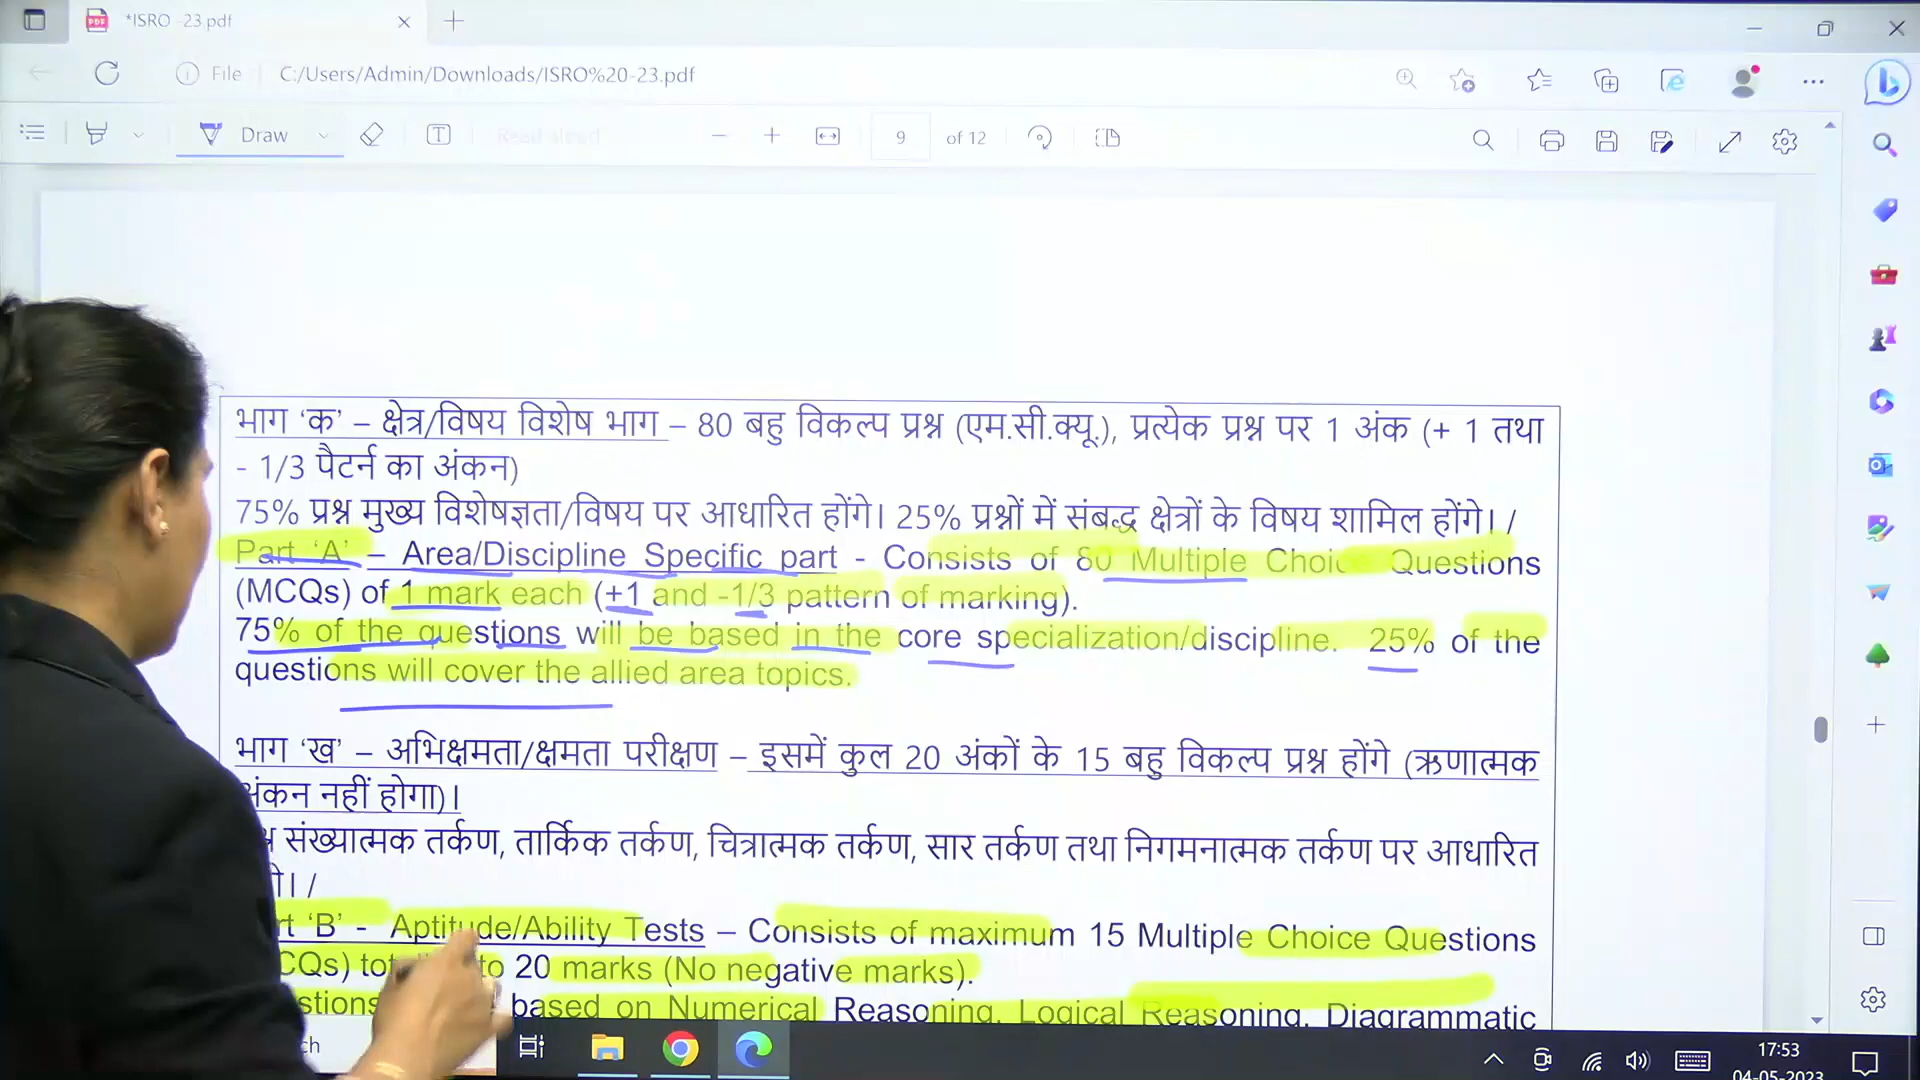 *ISRO -23.pdf
File
C:/Users/Admin/Downloads/ISRO%20-23.pdf
Draw
Read aloud
9
of 12
भाग ‘क’ – क्षेत्र/विषय विशेष भाग – 80 बहु विकल्प प्रश्न (एम.सी.क्यू.), प्रत्येक प्रश्न पर 1 अंक (+ 1 तथा
- 1/3 पैटर्न का अंकन)
75% प्रश्न मुख्य विशेषज्ञता/विषय पर आधारित होंगे। 25% प्रश्नों में संबद्ध क्षेत्रों के विषय शामिल होंगे। /
Part ‘A’ – Area/Discipline Specific part - Consists of 80 Multiple Choice Questions
(MCQs) of 1 mark each (+1 and -1/3 pattern of marking).
75% of the questions will be based in the core specialization/discipline. 25% of the
questions will cover the allied area topics.
भाग ‘ख’ – अभिक्षमता/क्षमता परीक्षण – इसमें कुल 20 अंकों के 15 बहु विकल्प प्रश्न होंगे (ऋणात्मक
अंकन नहीं होगा)।
संख्यात्मक तर्कण, तार्किक तर्कण, चित्रात्मक तर्कण, सार तर्कण तथा निगमनात्मक तर्कण पर आधारित
/
‘B’ - Aptitude/Ability Tests – Consists of maximum 15 Multiple Choice Questions
to 20 marks (No negative marks).
based on Numerical Reasoning, Logical Reasoning, Diagrammatic
17:53
04-05-2023